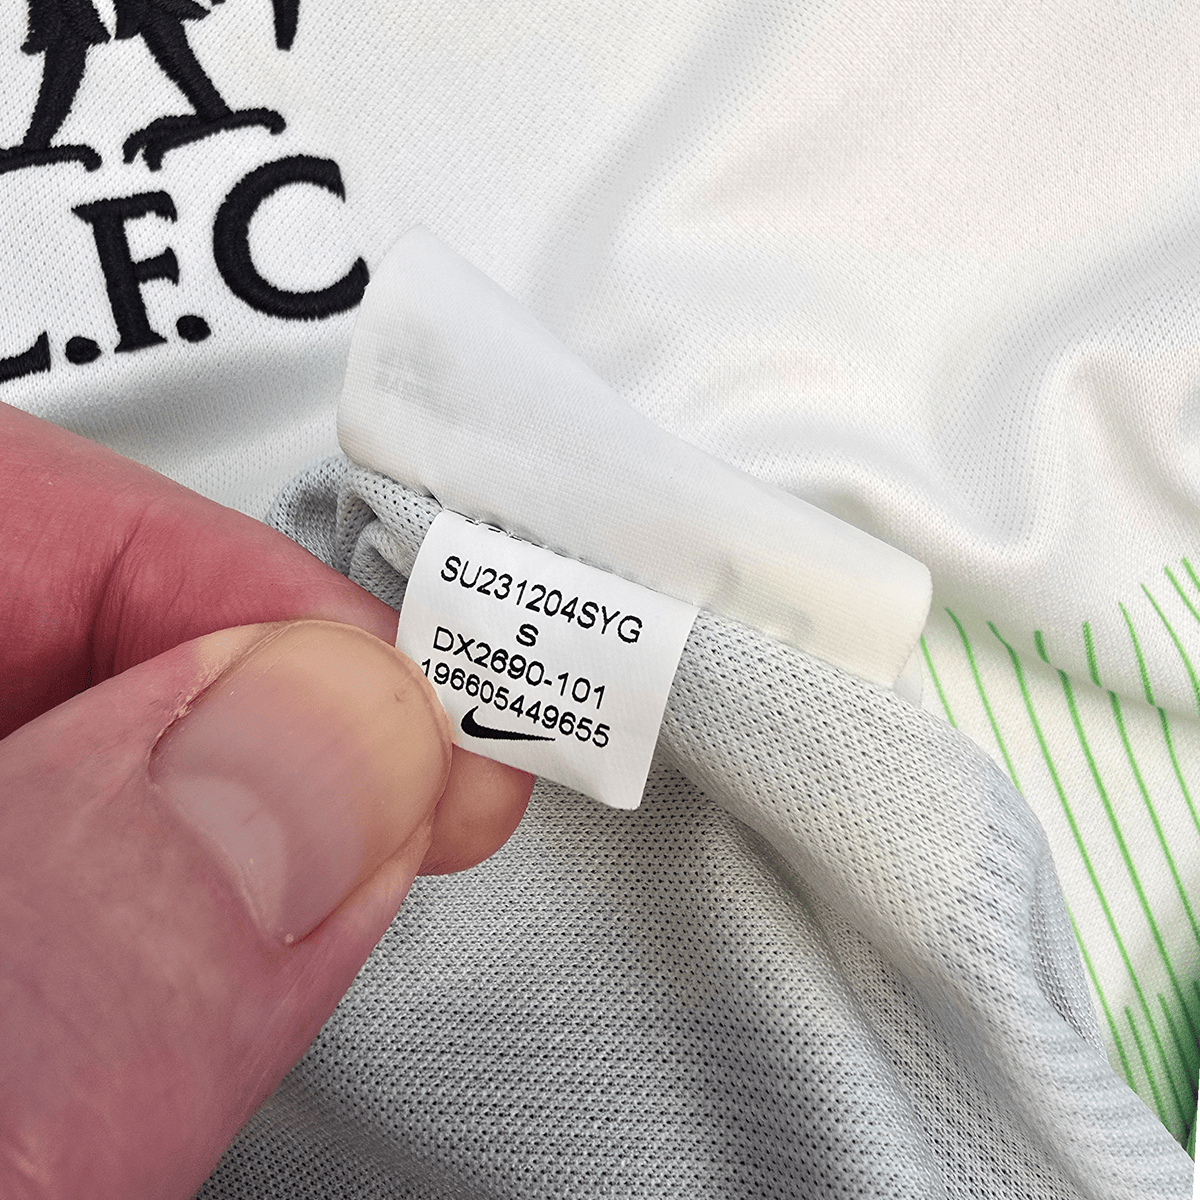 L.F.C
SU231204SYG
S
DX2690-101
196605449655